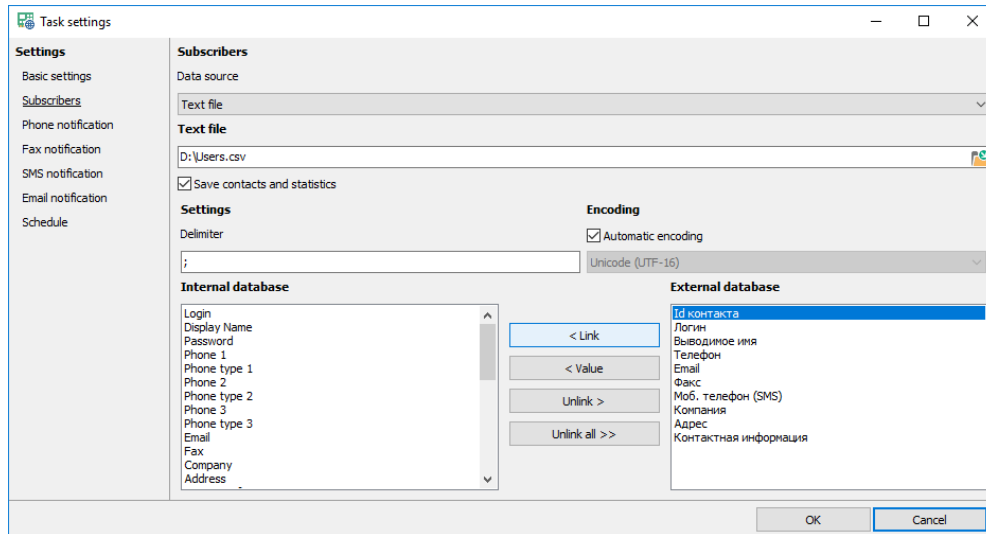 Task settings
Settings
Basic settings
Subscribers
Phone notification
Fax notification
SMS notification
Email notification
Schedule
Subscribers
Data source
Text file
Text file
D:\Users.csv
Save contacts and statistics
Settings
Delimiter
;
Encoding
Automatic encoding
Unicode (UTF-16)
Internal database
Login
Display Name
Password
Phone 1
Phone type 1
Phone 2
Phone type 2
Phone 3
Phone type 3
Email
Fax
Company
Address
< Link
< Value
Unlink >
Unlink all >>
External database
Id контакта
Логин
Выводимое имя
Телефон
Email
Факс
Моб. телефон (SMS)
Компания
Адрес
Контактная информация
OK
Cancel